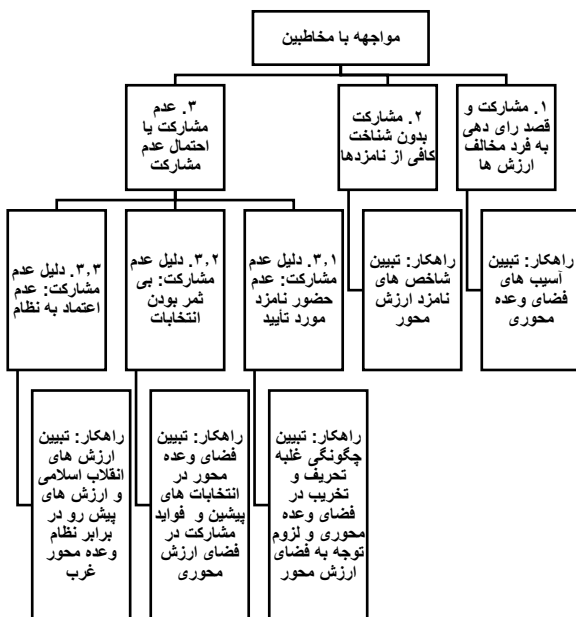 مواجهه با مخاطبین
۱. مشارکت و
قصد رای دهی
به فرد مخالف
ارزش ها
۲. مشارکت
بدون شناخت
کافی از نامزدها
۳. عدم
مشارکت یا
احتمال عدم
مشارکت
راهکار: تبیین
آسیب های
فضای وعده
محوری
راهکار: تبیین
شاخص های
نامزد ارزش
محور
۳,۱. دلیل عدم
مشارکت: عدم
حضور نامزد
مورد تأیید
۳,۲. دلیل عدم
مشارکت: بی
ثمر بودن
انتخابات
۳,۳. دلیل عدم
مشارکت: عدم
اعتماد به نظام
راهکار: تبیین
چگونگی غلبه
تحریف و
تخریب در
فضای وعده
محوری و لزوم
توجه به فضای
ارزش محور
راهکار: تبیین
فضای وعده
محور در
انتخابات های
پیشین و فواید
مشارکت در
فضای ارزش
محوری
راهکار: تبیین
ارزش های
انقلاب اسلامی
و ارزش های
پیش رو در
برابر نظام
وعده محور
غرب